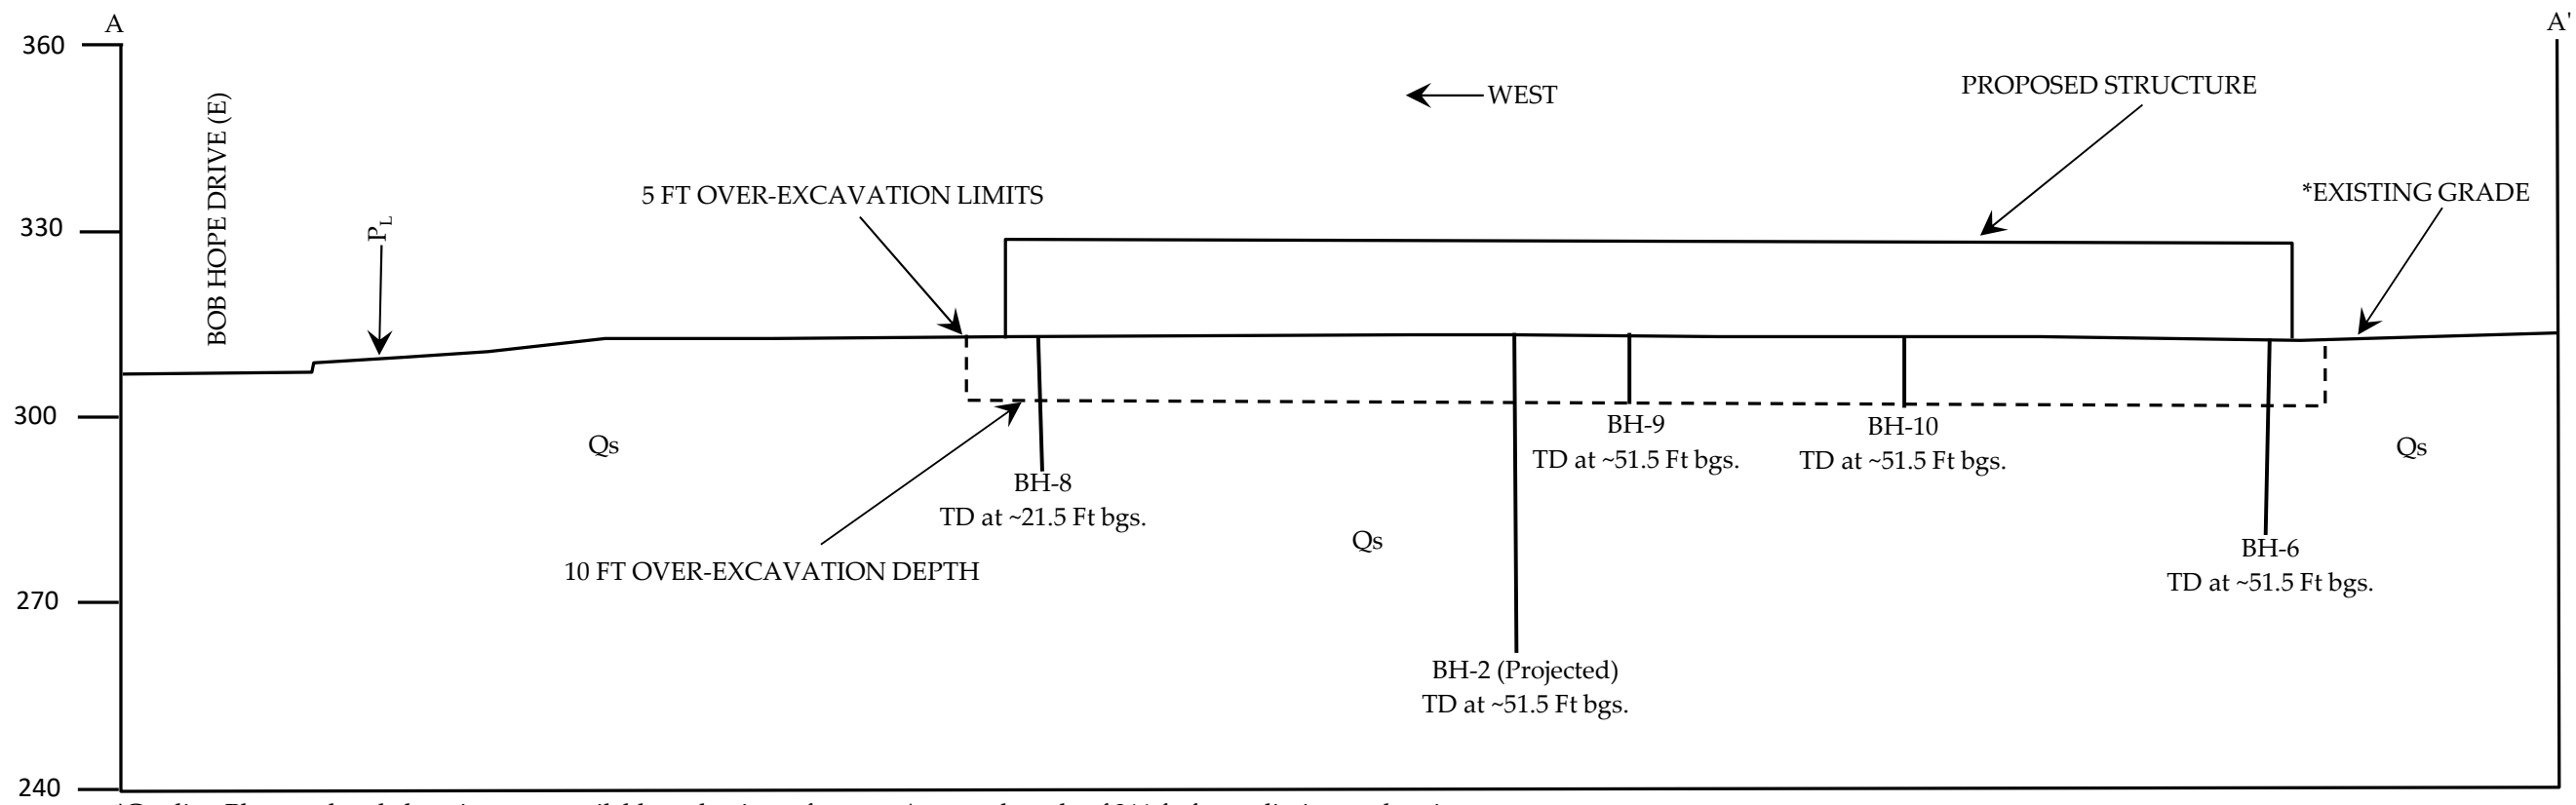 A
A'
360
330
300
270
240
BOB HOPE DRIVE (E)
PL
WEST
PROPOSED STRUCTURE
5 FT OVER-EXCAVATION LIMITS
*EXISTING GRADE
Qs
BH-8
TD at ~21.5 Ft bgs.
10 FT OVER-EXCAVATION DEPTH
Qs
BH-2 (Projected)
TD at ~51.5 Ft bgs.
BH-9
TD at ~51.5 Ft bgs.
BH-10
TD at ~51.5 Ft bgs.
BH-6
TD at ~51.5 Ft bgs.
Qs